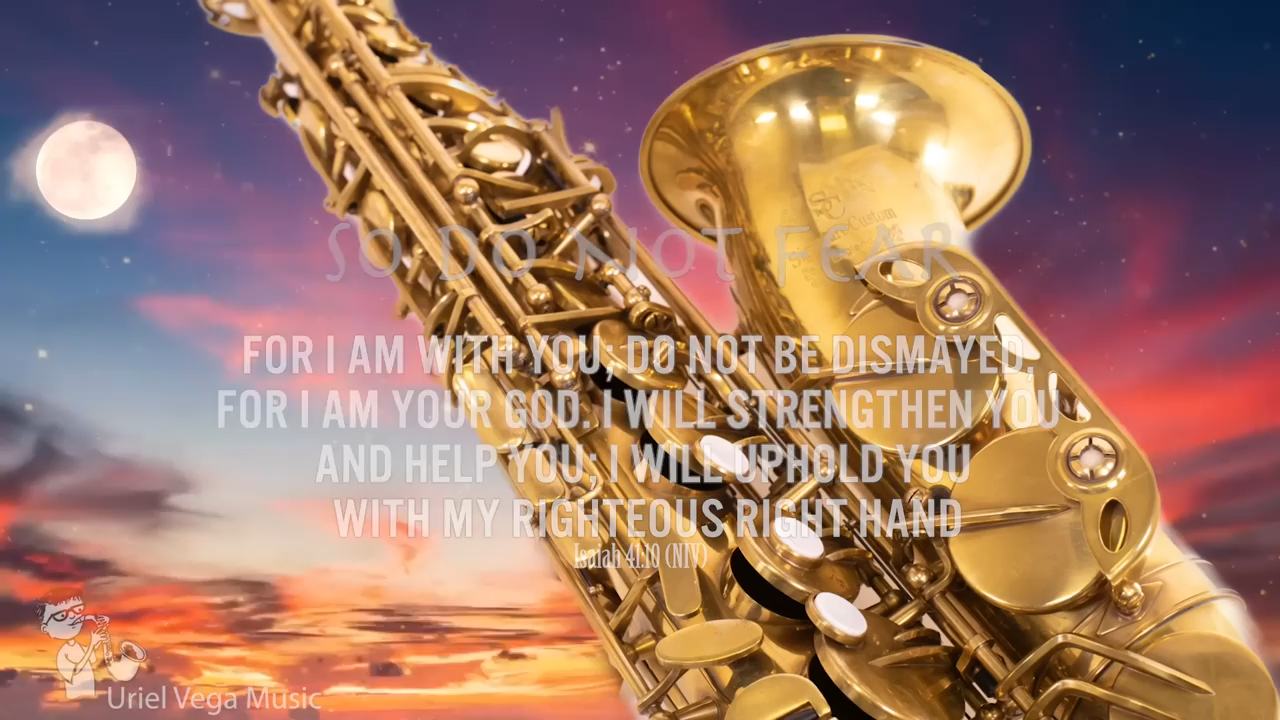 SO DO NOT FEAR
FOR I AM WITH YOU; DO NOT BE DISMAYED,
FOR I AM YOUR GOD. I WILL STRENGTHEN YOU
AND HELP YOU; I WILL UPHOLD YOU
WITH MY RIGHTEOUS RIGHT HAND
Isaiah 41:10 (NIV)
Custom
Uriel Vega Music